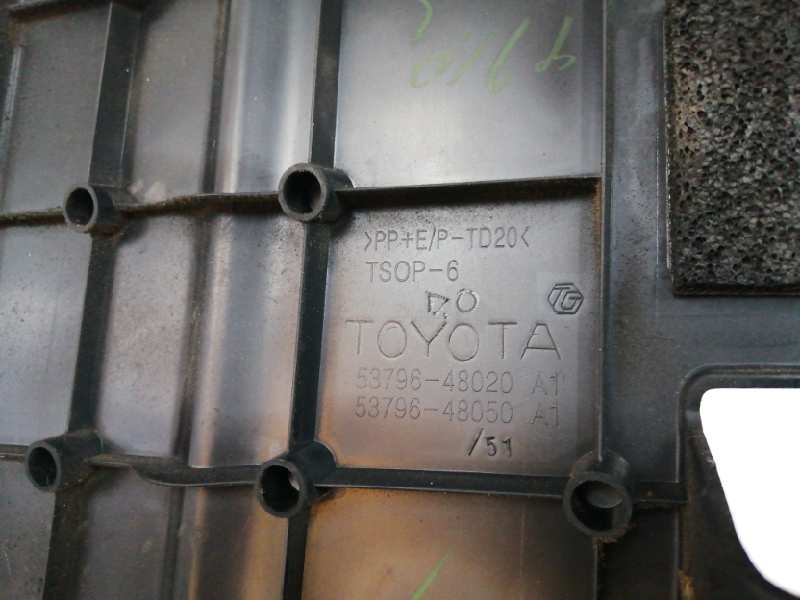 >PP+E/P-TD20<
TSOP-6
TG
TOYOTA
53796-48020 A1
53796-48050 A1
/51